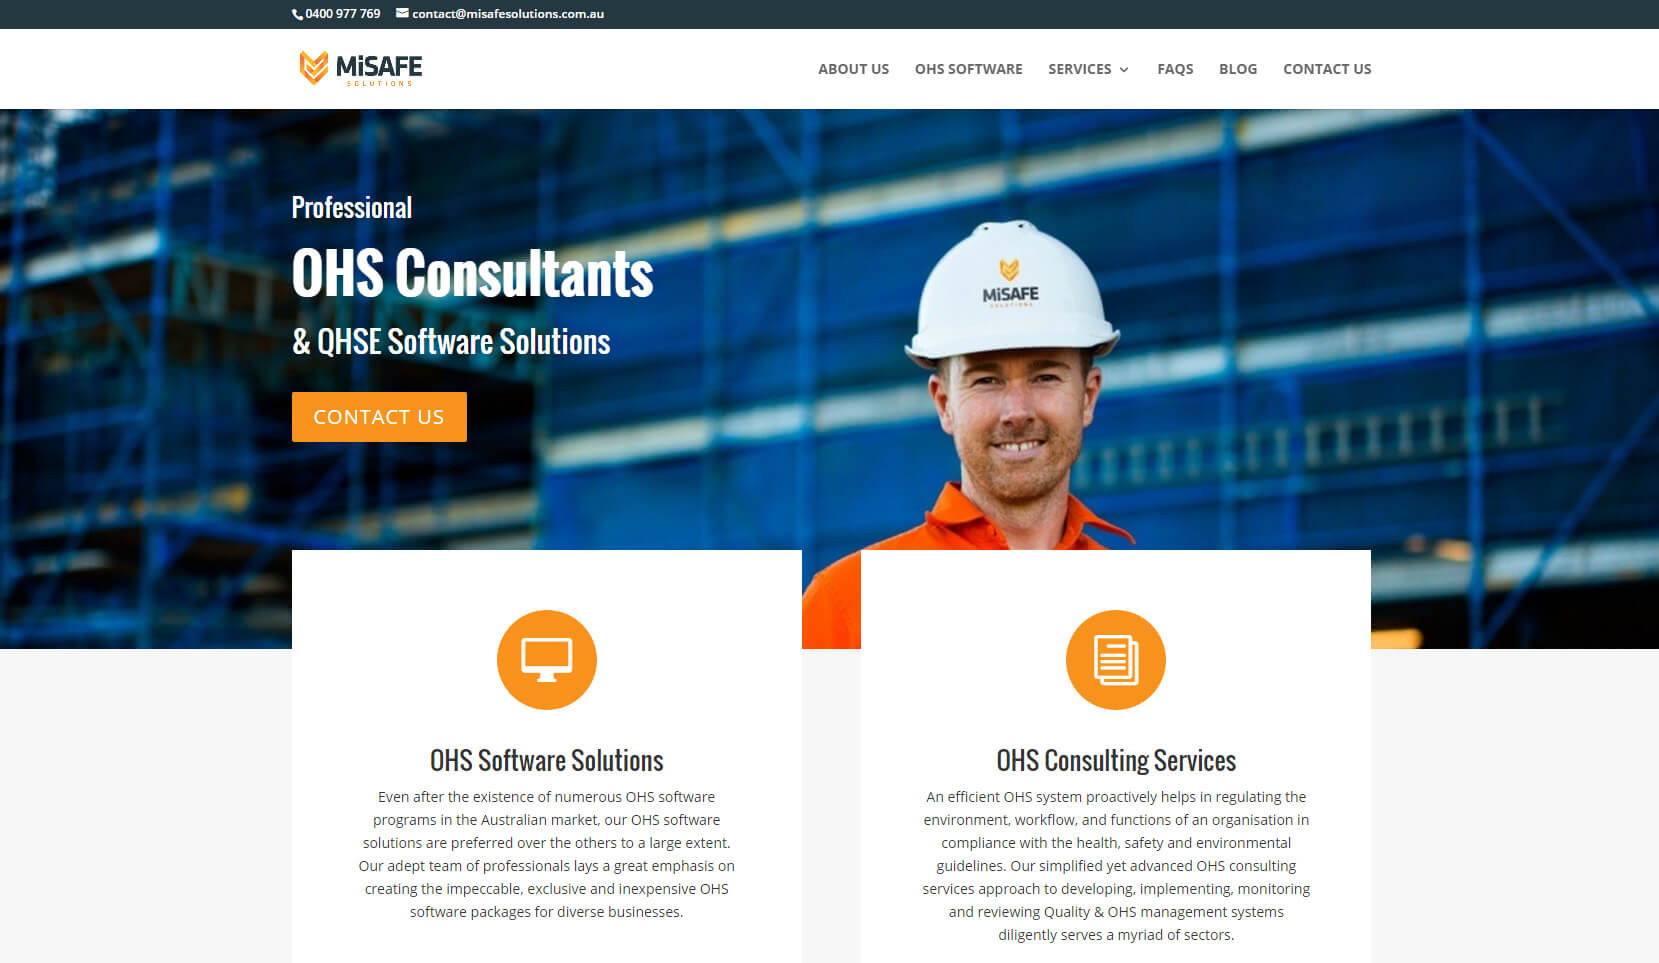 0400 977 769 contact@misafesolutions.com.au
MiSAFE
SOLUTIONS
ABOUT US OHS SOFTWARE SERVICES FAQS BLOG CONTACT US
Professional
OHS Consultants
& QHSE Software Solutions
CONTACT US
MiSAFE
SOLUTIONS
OHS Software Solutions
Even after the existence of numerous OHS software
programs in the Australian market, our OHS software
solutions are preferred over the others to a large extent.
Our adept team of professionals lays a great emphasis on
creating the impeccable, exclusive and inexpensive OHS
software packages for diverse businesses.
OHS Consulting Services
An efficient OHS system proactively helps in regulating the
environment, workflow, and functions of an organisation in
compliance with the health, safety and environmental
guidelines. Our simplified yet advanced OHS consulting
services approach to developing, implementing, monitoring
and reviewing Quality & OHS management systems
diligently serves a myriad of sectors.